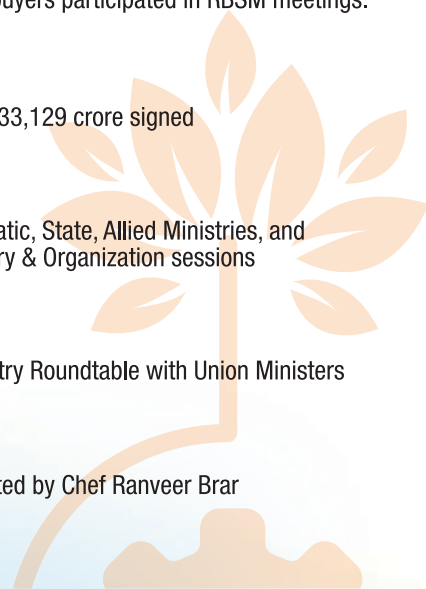 buyers participated in RBSM meetings.
33,129 crore signed
atic, State, Allied Ministries, and
ry & Organization sessions
try Roundtable with Union Ministers
ted by Chef Ranveer Brar